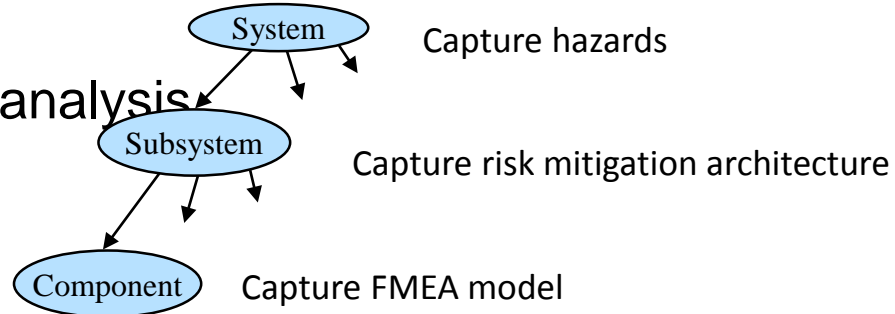 System
Capture hazards
analysis
Subsystem
Capture risk mitigation architecture
Component
Capture FMEA model